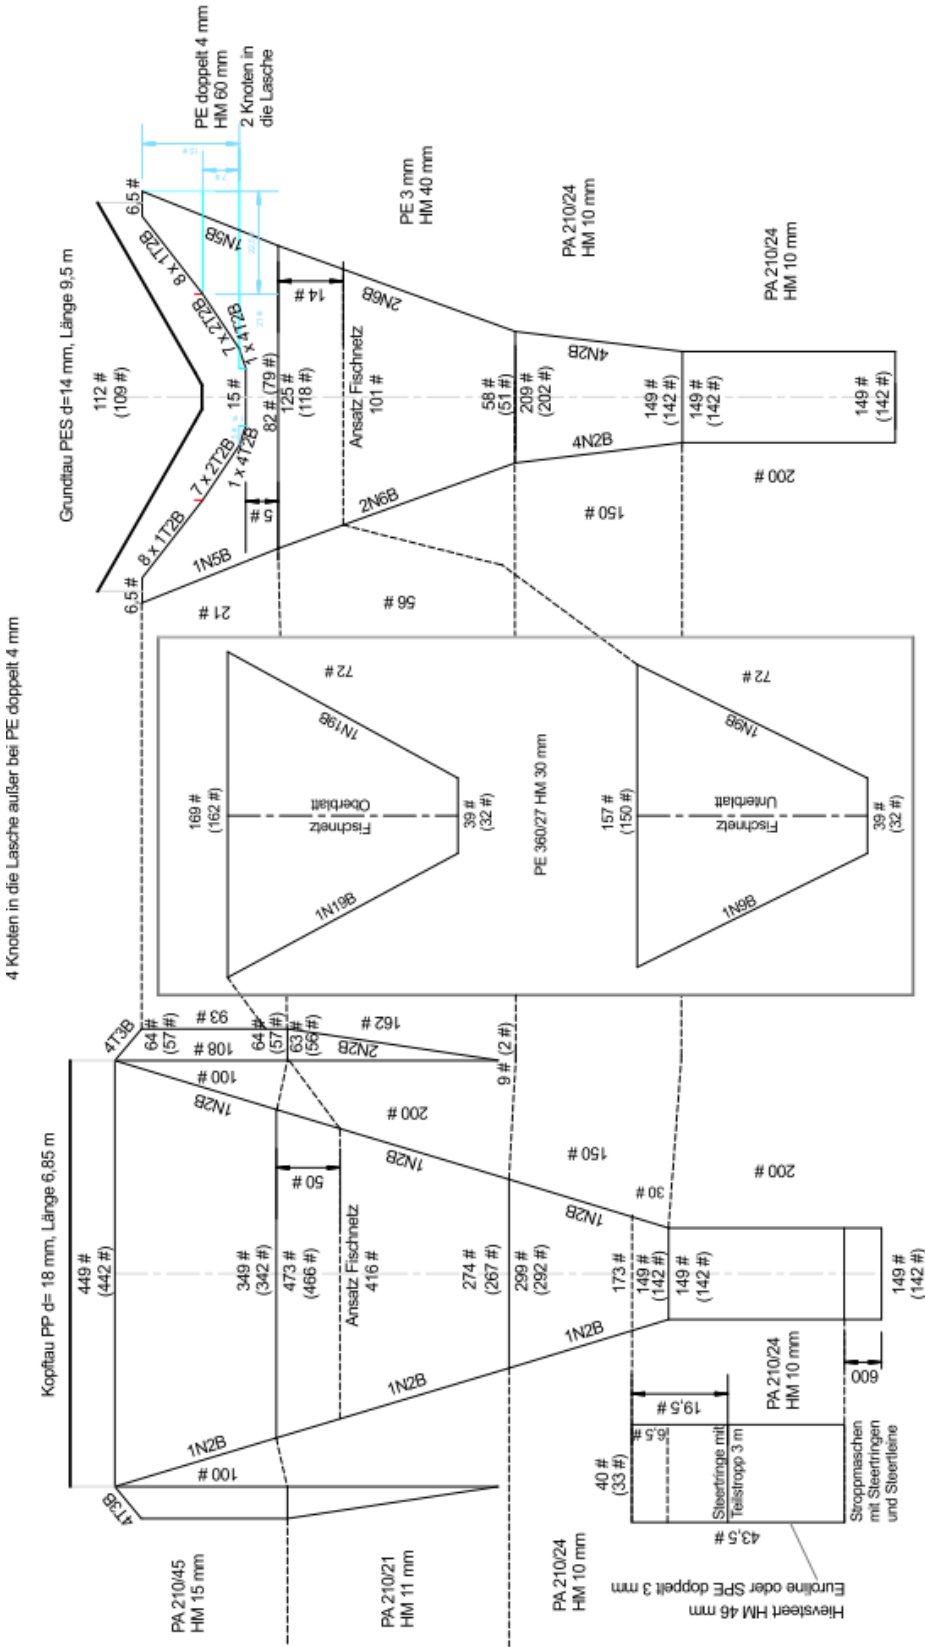 4 Knoten in die Lasche außer bei PE doppelt 4 mm
Grundtau PES d=14 mm, Länge 9,5 m
PE doppelt 4 mm
HM 60 mm
2 Knoten in
die Lasche
112 #
(109 #)
6,5 #
6,5 #
8 x 1T2B
8 x 1T2B
7 x 2T2B
7 x 2T2B
1 x 4T2B
1 x 4T2B
1N5B
1N5B
15 #
82 # (79 #)
125 #
(118 #)
5 #
14 #
21 #
Ansatz Fischnetz
101 #
2N6B
2N6B
56 #
PE 3 mm
HM 40 mm
58 #
(51 #)
209 #
(202 #)
4N2B
4N2B
150 #
PA 210/24
HM 10 mm
149 #
(142 #)
149 #
(142 #)
200 #
PA 210/24
HM 10 mm
149 #
(142 #)
169 #
(162 #)
72 #
1N19B
1N19B
Fischnetz
Oberblatt
39 #
(32 #)
PE 360/27 HM 30 mm
157 #
(150 #)
72 #
1N9B
1N9B
Fischnetz
Unterblatt
39 #
(32 #)
Kopftau PP d= 18 mm, Länge 6,85 m
449 #
(442 #)
4T3B
4T3B
64 #
(57 #)
93 #
108 #
100 #
100 #
1N2B
1N2B
64 #
(57 #)
63 #
(56 #)
162 #
2N2B
9 # (2 #)
349 #
(342 #)
473 #
(466 #)
50 #
Ansatz Fischnetz
416 #
200 #
1N2B
1N2B
274 #
(267 #)
299 #
(292 #)
150 #
1N2B
1N2B
30 #
173 #
149 #
(142 #)
149 #
(142 #)
200 #
149 #
(142 #)
PA 210/45
HM 15 mm
PA 210/21
HM 11 mm
PA 210/24
HM 10 mm
PA 210/24
HM 10 mm
40 #
(33 #)
6,5 #
19,5 #
43,5 #
Steertringe mit
Teilstropp 3 m
600
Stroppmaschen
mit Steertringen
und Steertleine
Hievsteert HM 46 mm
Euroline oder SPE doppelt 3 mm